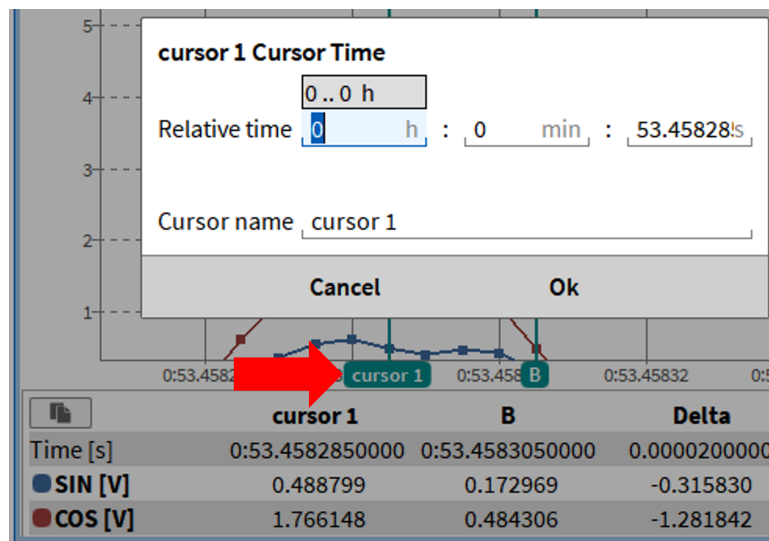 5
cursor 1 Cursor Time
0 .. 0 h
4
Relative time 0 h : 0 min : 53.45828 s
3
Cursor name cursor 1
2
Cancel Ok
1
0:53.4582 cursor 1 0:53.458 B 0:53.45832 0:
cursor 1 B Delta
Time [s] 0:53.4582850000 0:53.4583050000 0.0000200000
SIN [V] 0.488799 0.172969 -0.315830
COS [V] 1.766148 0.484306 -1.281842